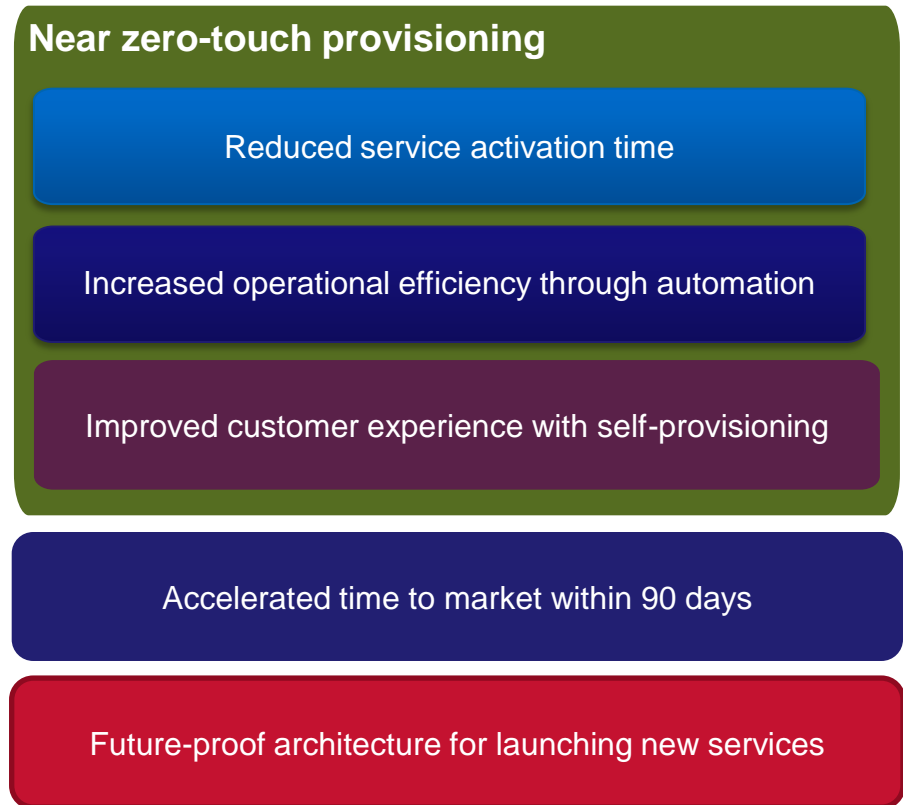 Near zero-touch provisioning
Reduced service activation time
Increased operational efficiency through automation
Improved customer experience with self-provisioning
Accelerated time to market within 90 days
Future-proof architecture for launching new services